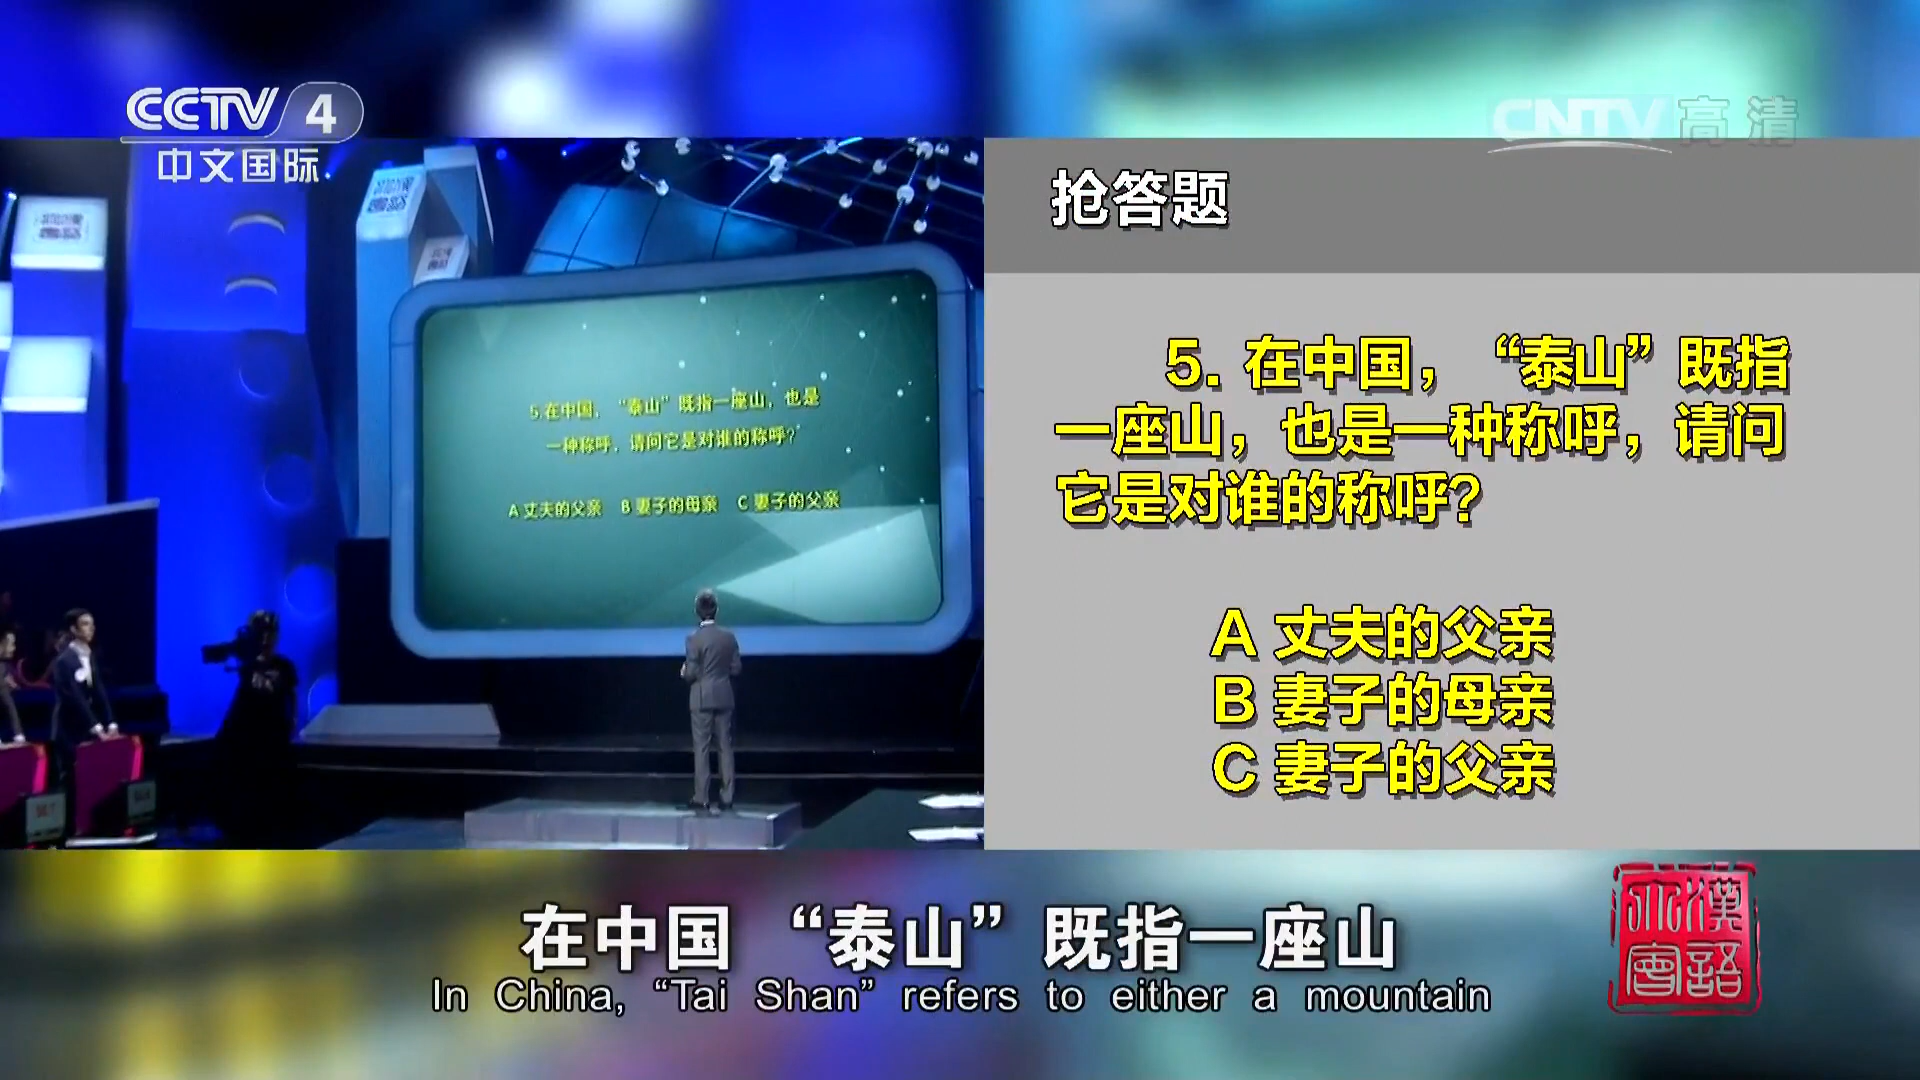 CCTV 4
中文国际
CNTV 高清
抢答题
5. 在中国，“泰山”既指
一座山，也是一种称呼，请问
它是对谁的称呼？
A 丈夫的父亲
B 妻子的母亲
C 妻子的父亲
5.在中国，“泰山”既指一座山，也是
一种称呼，请问它是对谁的称呼？
A 丈夫的父亲 B 妻子的母亲 C 妻子的父亲
在中国 “泰山”既指一座山
In China, “Tai Shan” refers to either a mountain
漢語大會